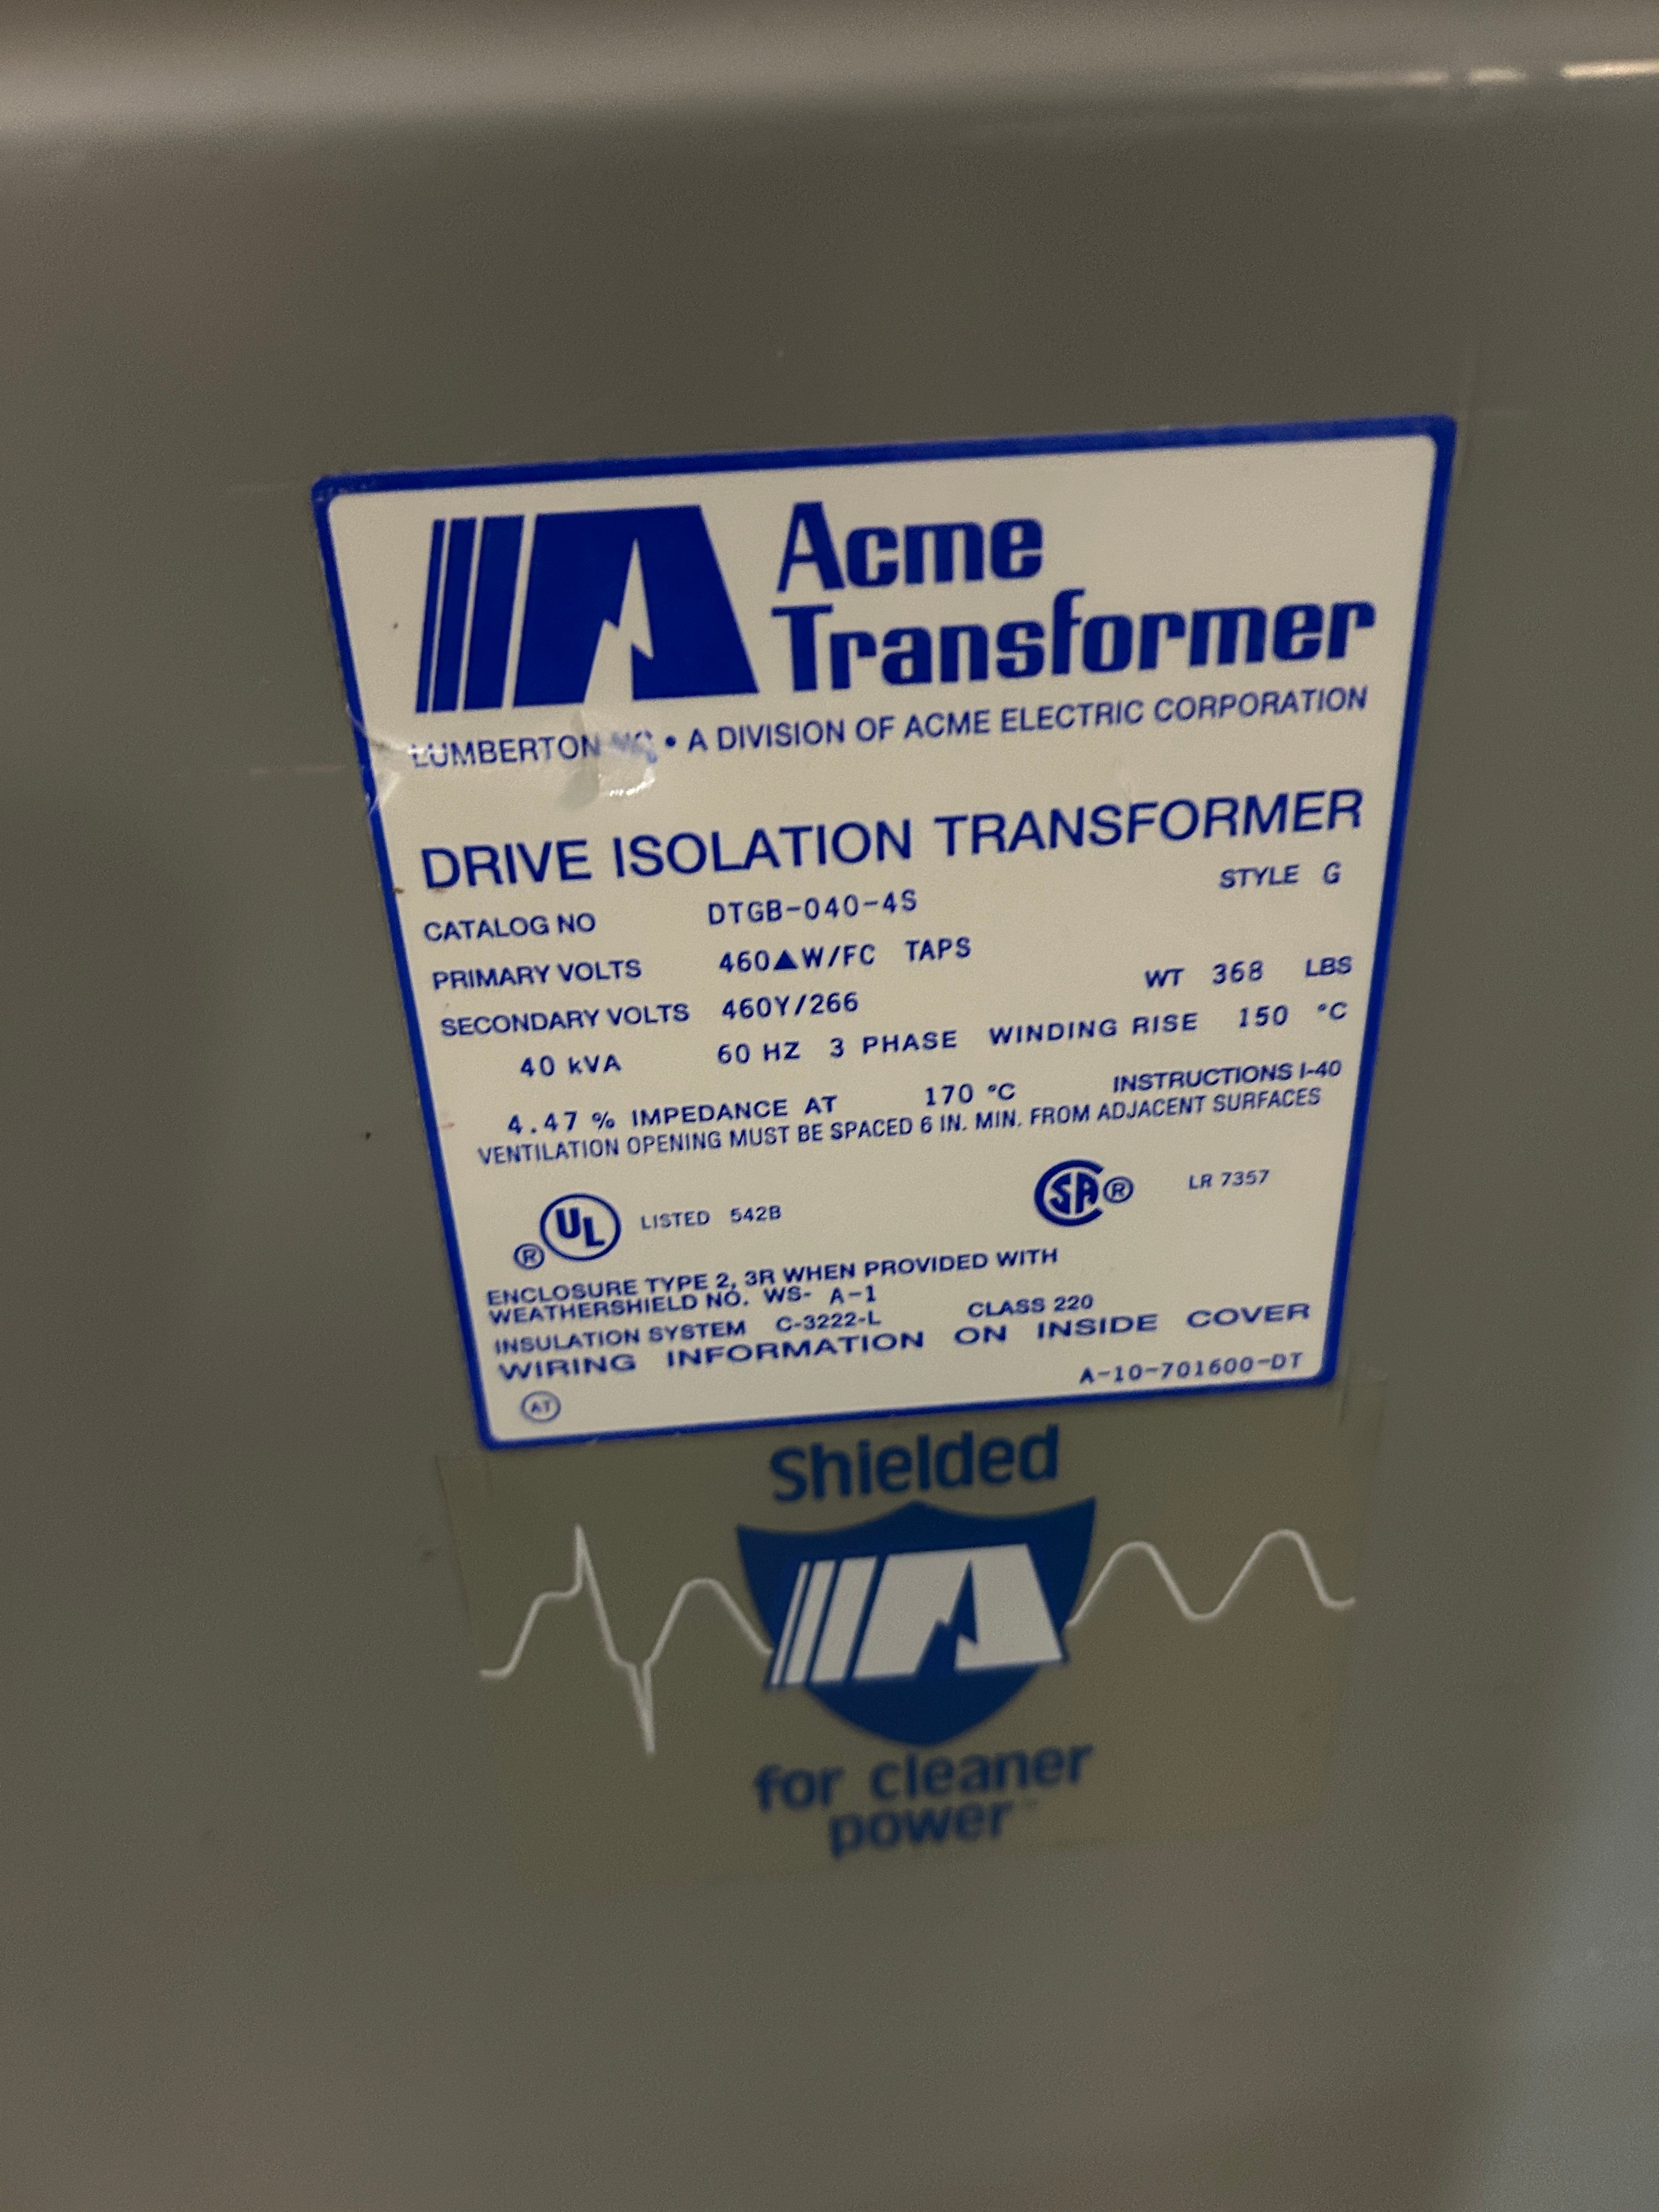 Acme
Transformer
LUMBERTON NC • A DIVISION OF ACME ELECTRIC CORPORATION
DRIVE ISOLATION TRANSFORMER
CATALOG NO DTGB-040-4S STYLE G
PRIMARY VOLTS 460▲W/FC TAPS
SECONDARY VOLTS 460Y/266 WT 368 LBS
40 kVA 60 HZ 3 PHASE WINDING RISE 150 °C
4.47 % IMPEDANCE AT 170 °C INSTRUCTIONS I-40
VENTILATION OPENING MUST BE SPACED 6 IN. MIN. FROM ADJACENT SURFACES
® UL LISTED 542B SA ® LR 7357
ENCLOSURE TYPE 2, 3R WHEN PROVIDED WITH
WEATHERSHIELD NO. WS- A-1
INSULATION SYSTEM C-3222-L CLASS 220
WIRING INFORMATION ON INSIDE COVER
AT A-10-701600-DT
Shielded
for cleaner
power™